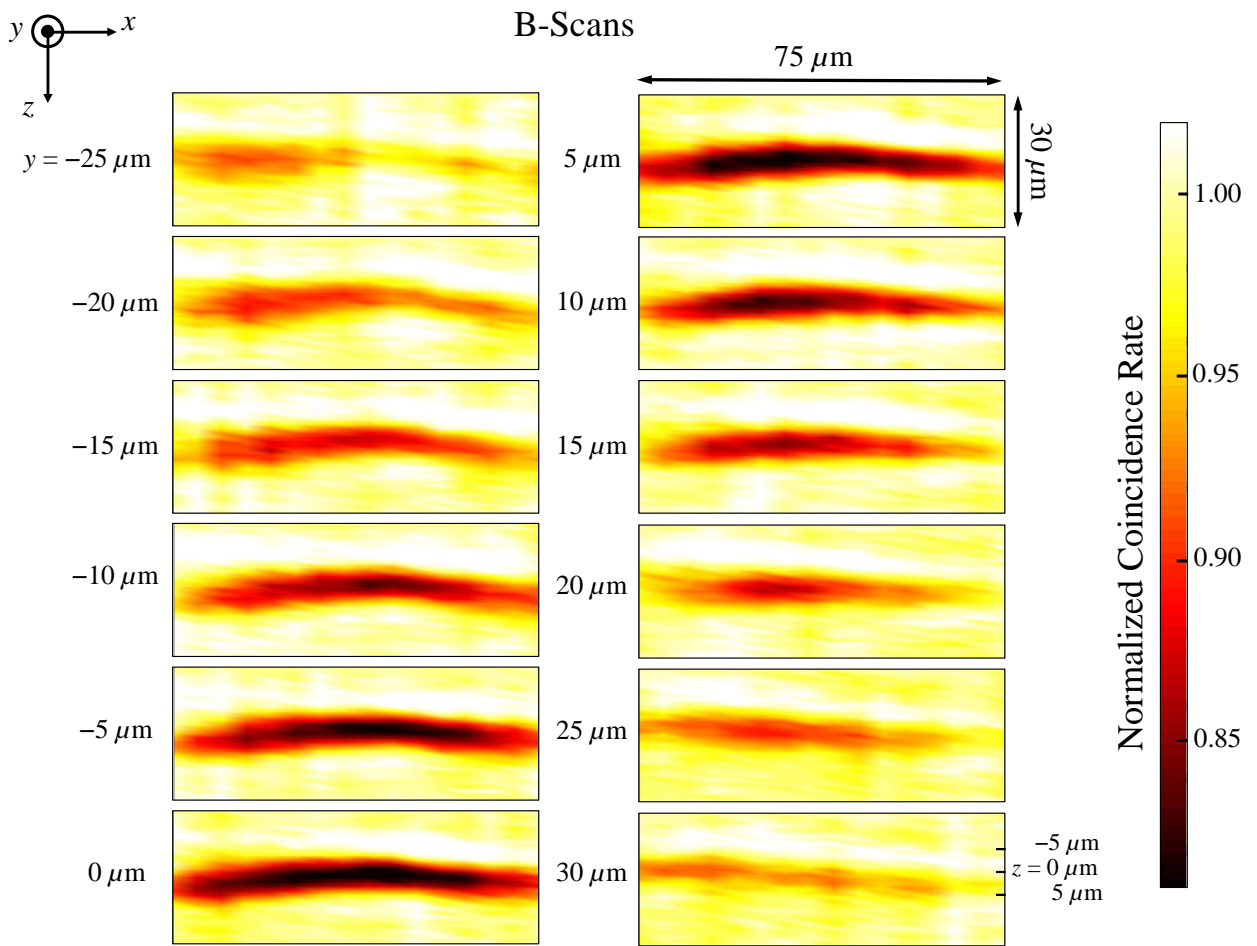 B-Scans
y
x
z
75 µm
30 µm
y = −25 µm
5 µm
−20 µm
10 µm
−15 µm
15 µm
−10 µm
20 µm
−5 µm
25 µm
0 µm
30 µm
−5 µm
z = 0 µm
5 µm
Normalized Coincidence Rate
1.00
0.95
0.90
0.85